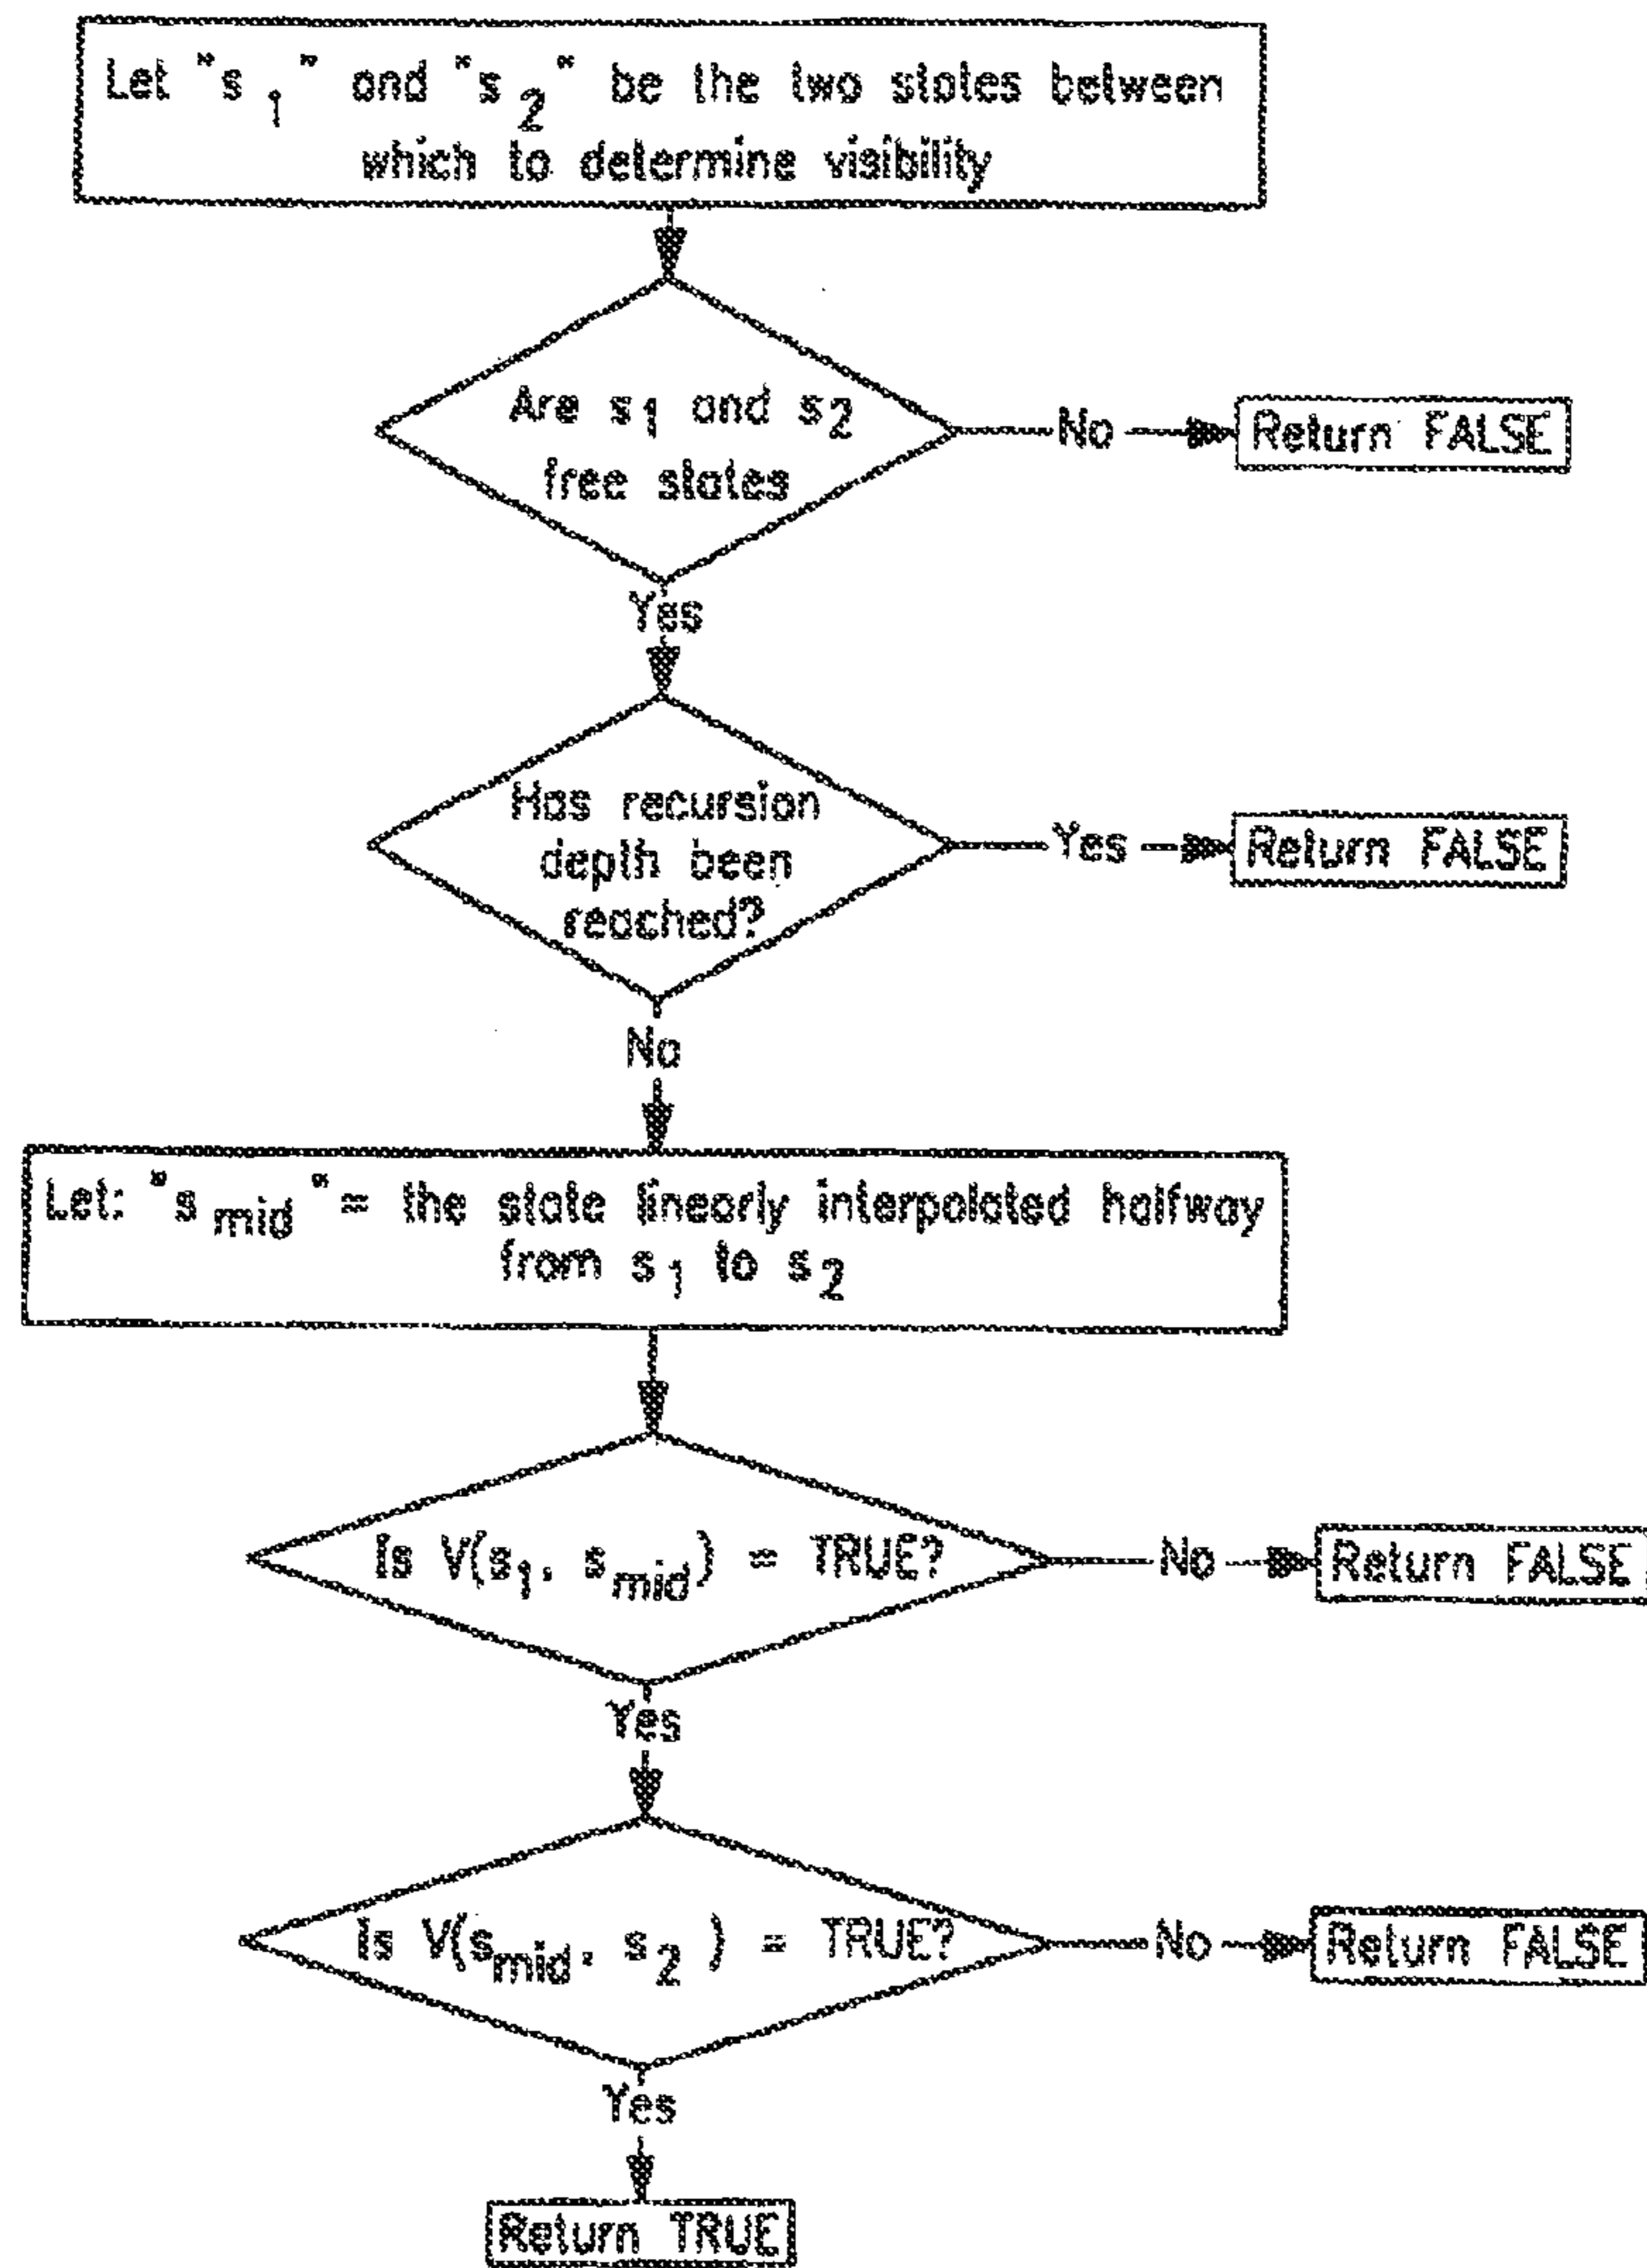 Let "s 1 " and "s 2 " be the two states between
which to determine visibility
Are s1 and s2
free states
No
Return FALSE
Yes
Has recursion
depth been
reached?
Yes
Return FALSE
No
Let: "s mid "= the state linearly interpolated halfway
from s1 to s2
Is V(s1, smid) = TRUE?
No
Return FALSE
Yes
Is V(smid, s2 ) = TRUE?
No
Return FALSE
Yes
Return TRUE